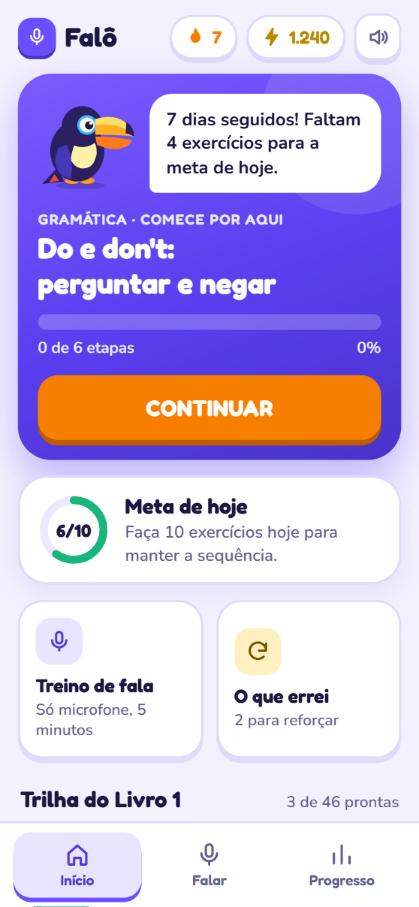 Falô
7
1.240
7 dias seguidos! Faltam
4 exercícios para a
meta de hoje.
GRAMÁTICA · COMECE POR AQUI
Do e don't:
perguntar e negar
0 de 6 etapas
0%
CONTINUAR
6/10
Meta de hoje
Faça 10 exercícios hoje para
manter a sequência.
Treino de fala
Só microfone, 5
minutos
O que errei
2 para reforçar
Trilha do Livro 1
3 de 46 prontas
Início
Falar
Progresso